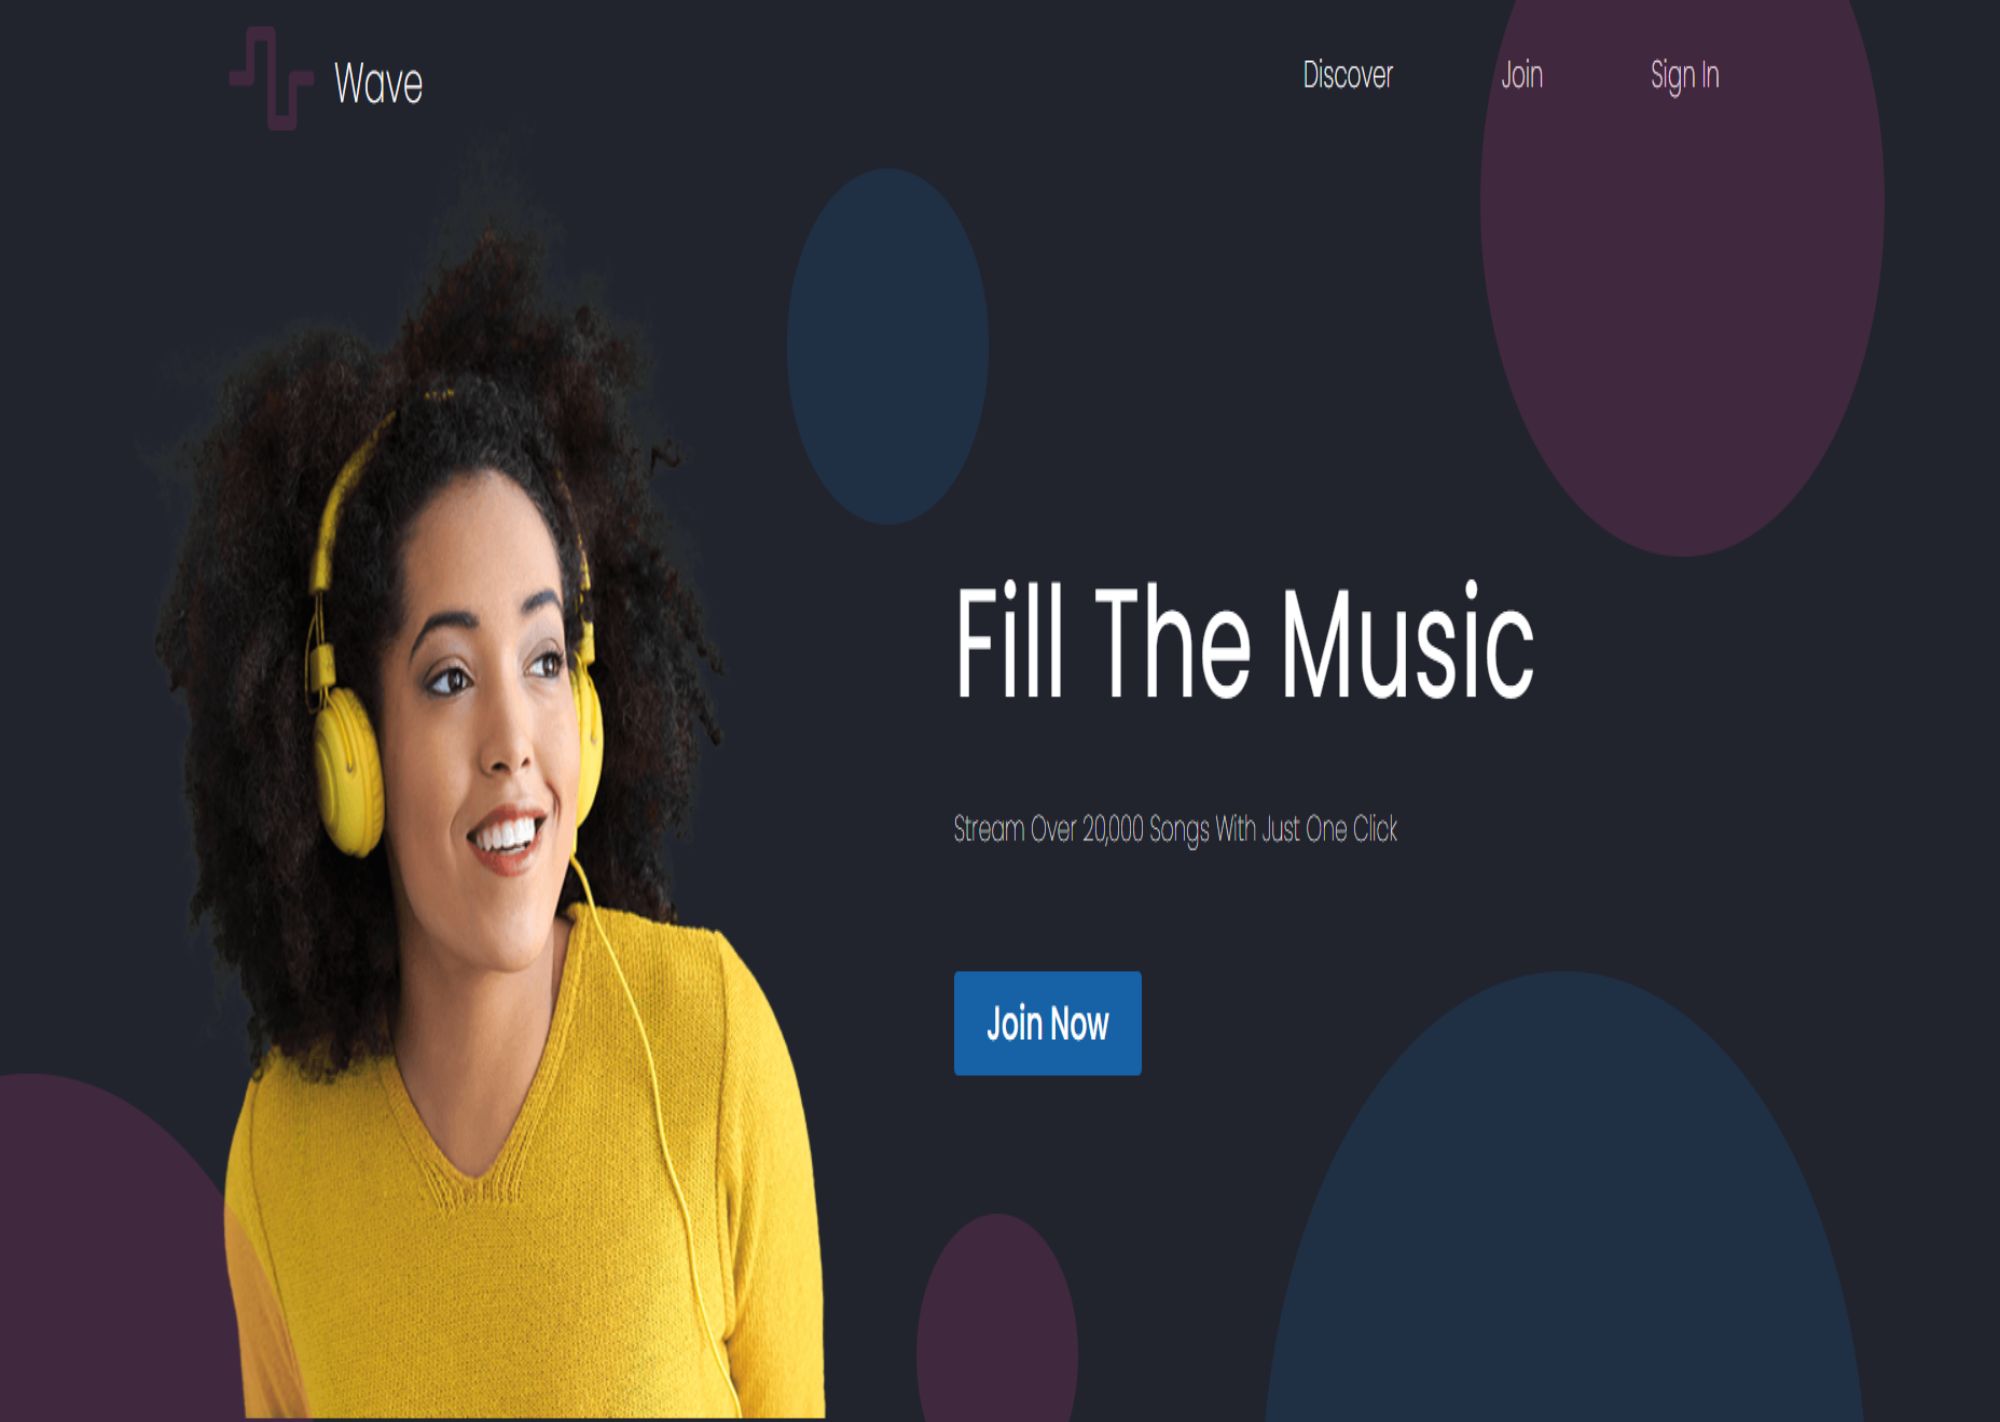 Wave
Discover
Join
Sign In
Fill The Music
Stream Over 20,000 Songs With Just One Click
Join Now